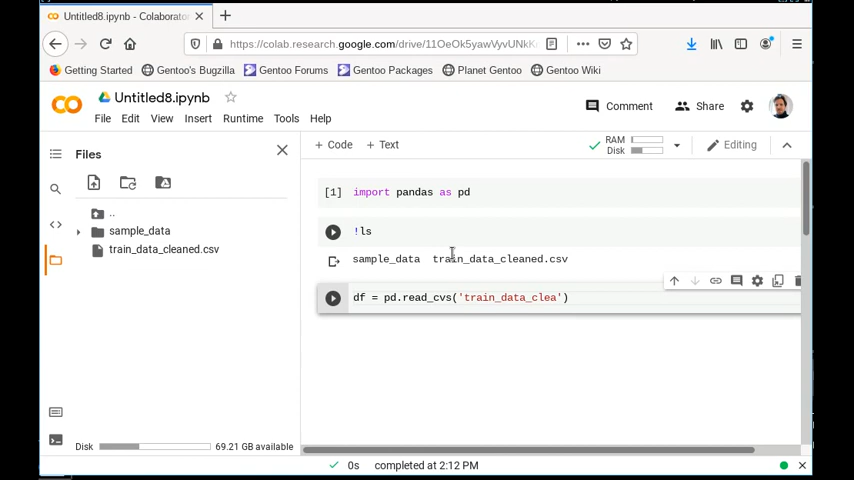 Untitled8.ipynb - Colaborato
https://colab.research.google.com/drive/11OeOk5yawVyvUNkK
Getting Started Gentoo's Bugzilla Gentoo Forums Gentoo Packages Planet Gentoo Gentoo Wiki
Untitled8.ipynb
File Edit View Insert Runtime Tools Help
Comment Share
Files
+ Code + Text
RAM
Disk
Editing
..
sample_data
train_data_cleaned.csv
[1] import pandas as pd
!ls
sample_data train_data_cleaned.csv
df = pd.read_cvs('train_data_clea')
Disk 69.21 GB available
0s completed at 2:12 PM